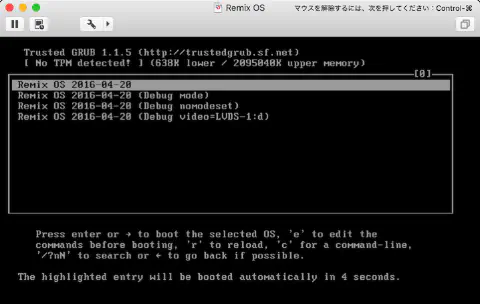 Remix OS
マウスを解除するには、次を押してください：Control-⌘
Trusted GRUB 1.1.5 (http://trustedgrub.sf.net)
[ No TPM detected! ] (638K lower / 2095040K upper memory)
[0]
Remix OS 2016-04-20
Remix OS 2016-04-20 (Debug mode)
Remix OS 2016-04-20 (Debug nomodeset)
Remix OS 2016-04-20 (Debug video=LVDS-1:d)
Press enter or → to boot the selected OS, 'e' to edit the
commands before booting, 'r' to reload, 'c' for a command-line,
'/?nN' to search or ← to go back if possible.
The highlighted entry will be booted automatically in 4 seconds.